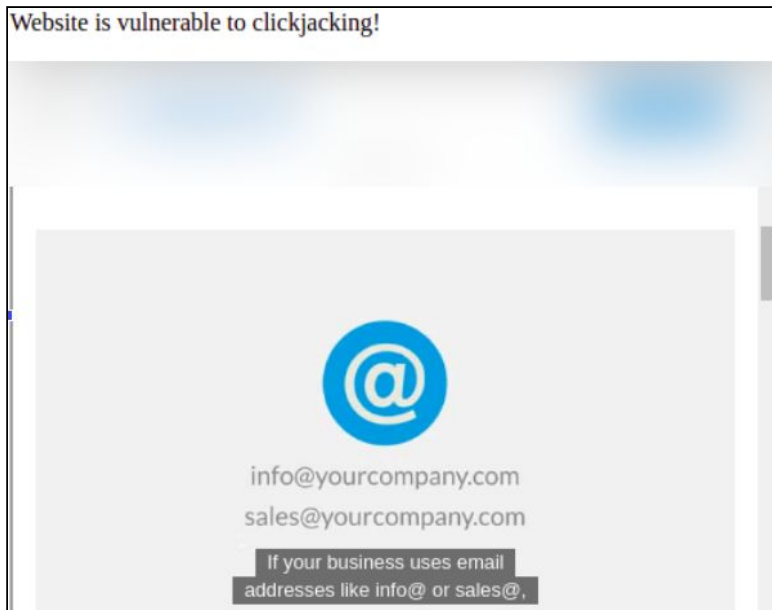 Website is vulnerable to clickjacking!
@
info@yourcompany.com
sales@yourcompany.com
If your business uses email
addresses like info@ or sales@,